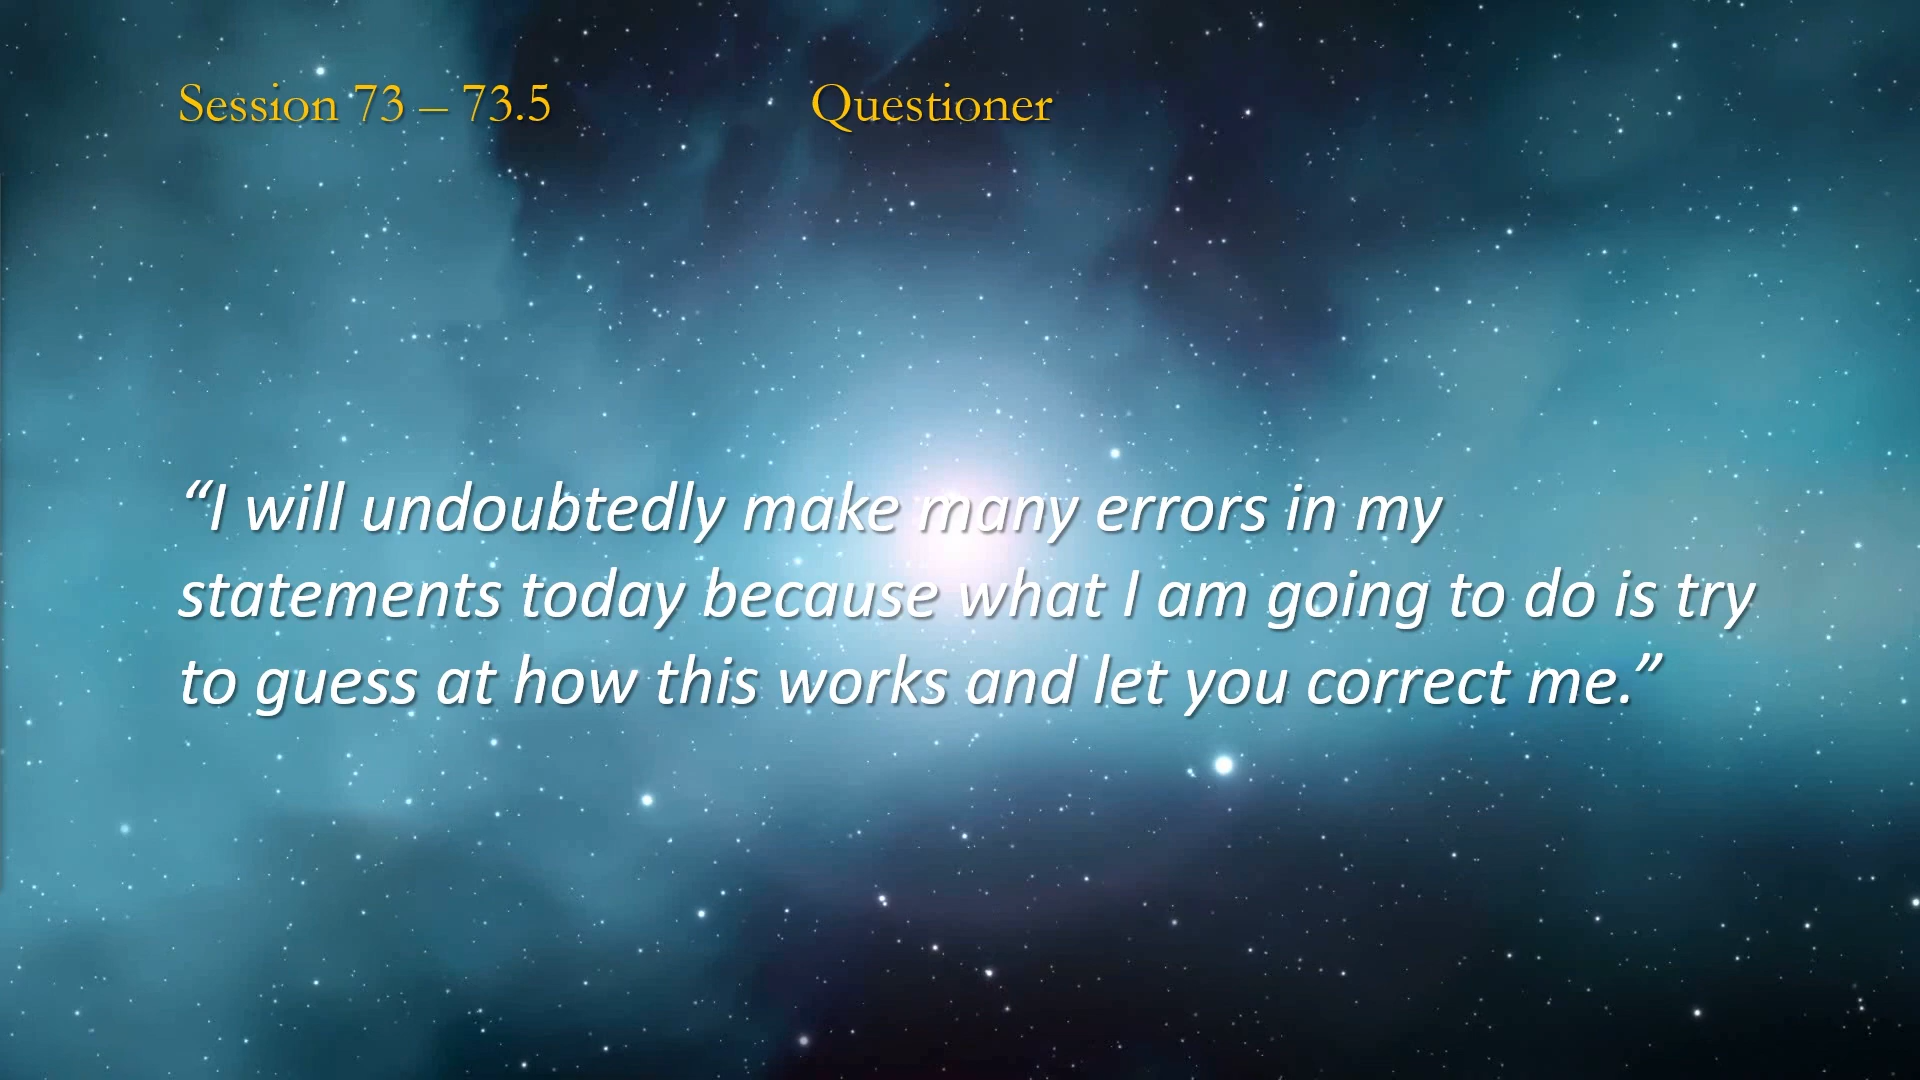 Session 73 – 73.5 Questioner
“I will undoubtedly make many errors in my
statements today because what I am going to do is try
to guess at how this works and let you correct me.”